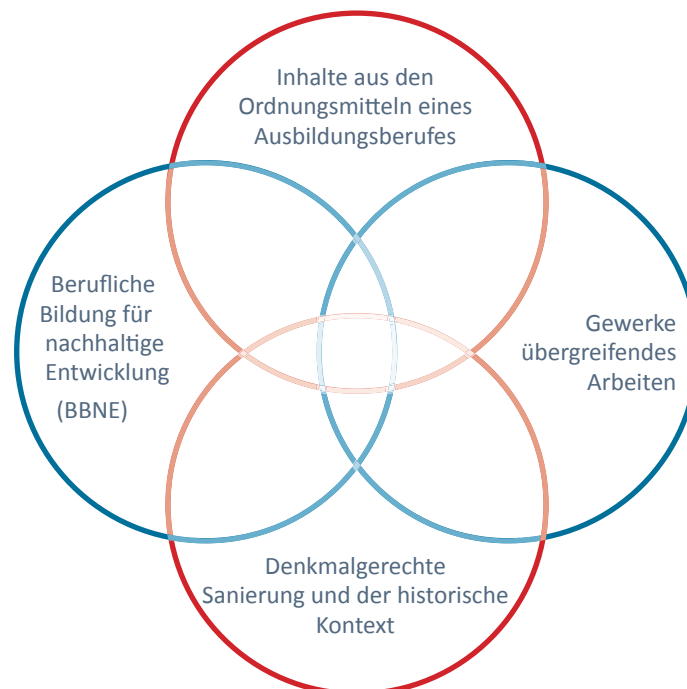 Inhalte aus den
Ordnungsmitteln eines
Ausbildungsberufes
Berufliche
Bildung für
nachhaltige
Entwicklung
(BBNE)
Gewerke
übergreifendes
Arbeiten
Denkmalgerechte
Sanierung und der historische
Kontext